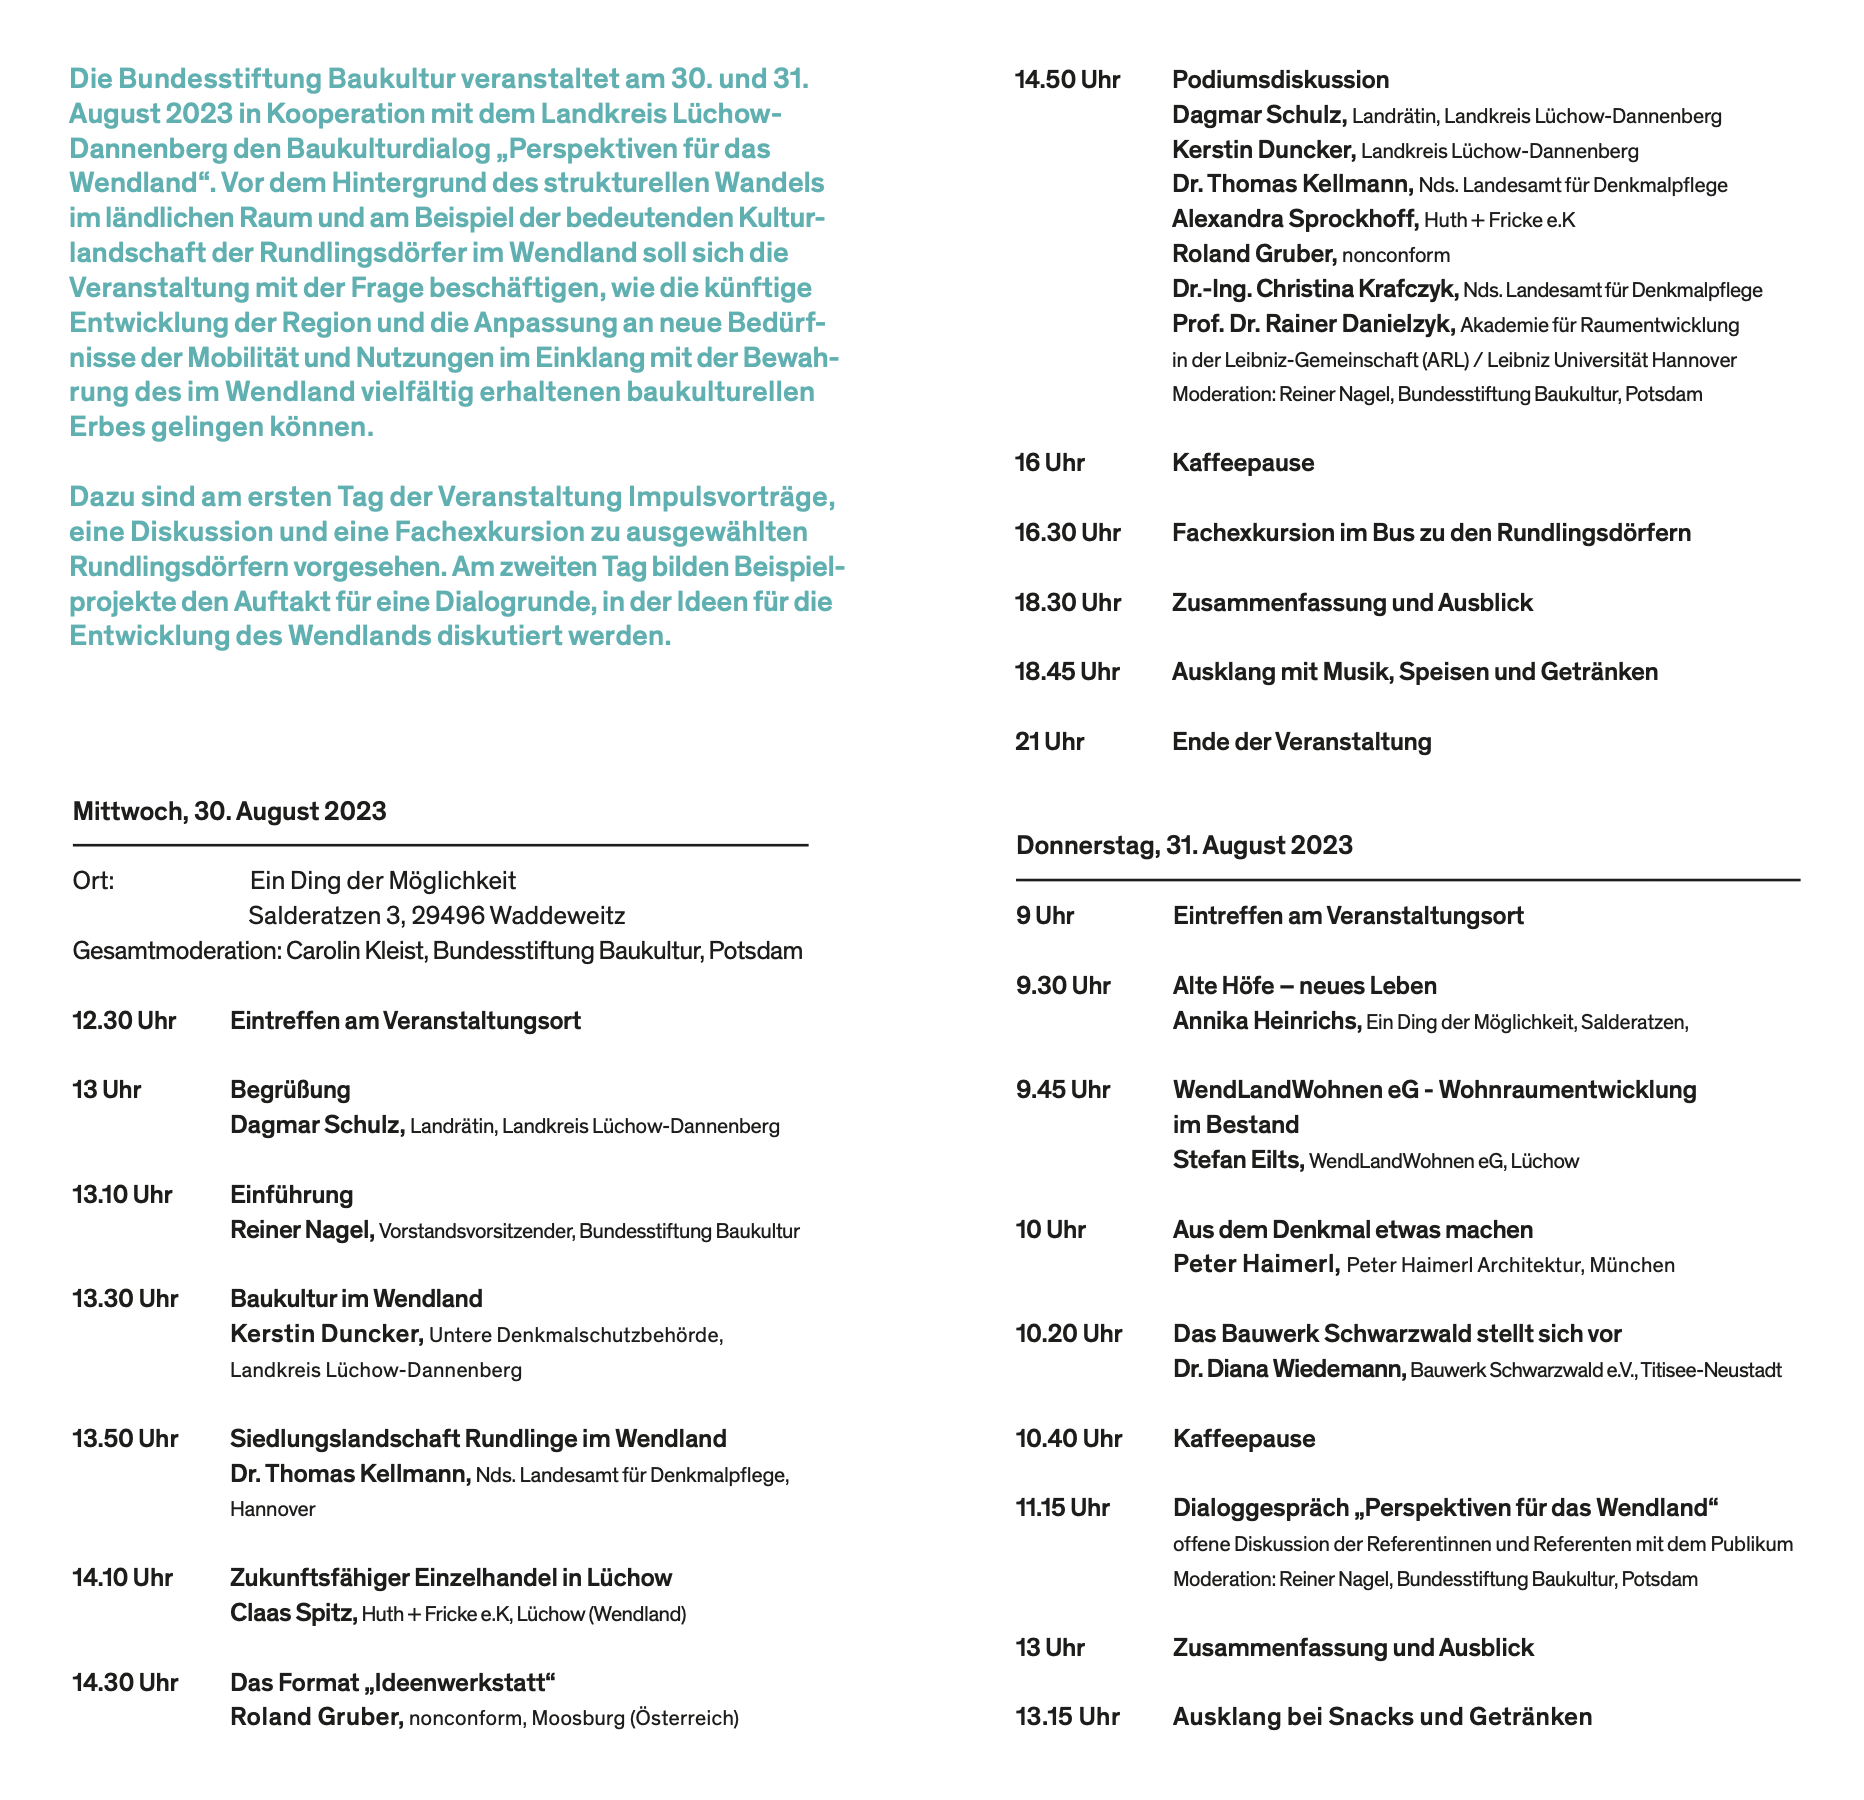 Die Bundesstiftung Baukultur veranstaltet am 30. und 31.
August 2023 in Kooperation mit dem Landkreis Lüchow-
Dannenberg den Baukulturdialog „Perspektiven für das
Wendland“. Vor dem Hintergrund des strukturellen Wandels
im ländlichen Raum und am Beispiel der bedeutenden Kultur-
landschaft der Rundlingsdörfer im Wendland soll sich die
Veranstaltung mit der Frage beschäftigen, wie die künftige
Entwicklung der Region und die Anpassung an neue Bedürf-
nisse der Mobilität und Nutzungen im Einklang mit der Bewah-
rung des im Wendland vielfältig erhaltenen baukulturellen
Erbes gelingen können.
Dazu sind am ersten Tag der Veranstaltung Impulsvorträge,
eine Diskussion und eine Fachexkursion zu ausgewählten
Rundlingsdörfern vorgesehen. Am zweiten Tag bilden Beispiel-
projekte den Auftakt für eine Dialogrunde, in der Ideen für die
Entwicklung des Wendlands diskutiert werden.
Mittwoch, 30. August 2023
Ort: Ein Ding der Möglichkeit
Salderatzen 3, 29496 Waddeweitz
Gesamtmoderation: Carolin Kleist, Bundesstiftung Baukultur, Potsdam
12.30 Uhr Eintreffen am Veranstaltungsort
13 Uhr Begrüßung
Dagmar Schulz, Landrätin, Landkreis Lüchow-Dannenberg
13.10 Uhr Einführung
Reiner Nagel, Vorstandsvorsitzender, Bundesstiftung Baukultur
13.30 Uhr Baukultur im Wendland
Kerstin Duncker, Untere Denkmalschutzbehörde,
Landkreis Lüchow-Dannenberg
13.50 Uhr Siedlungslandschaft Rundlinge im Wendland
Dr. Thomas Kellmann, Nds. Landesamt für Denkmalpflege,
Hannover
14.10 Uhr Zukunftsfähiger Einzelhandel in Lüchow
Claas Spitz, Huth + Fricke e.K, Lüchow (Wendland)
14.30 Uhr Das Format „Ideenwerkstatt“
Roland Gruber, nonconform, Moosburg (Österreich)
14.50 Uhr Podiumsdiskussion
Dagmar Schulz, Landrätin, Landkreis Lüchow-Dannenberg
Kerstin Duncker, Landkreis Lüchow-Dannenberg
Dr. Thomas Kellmann, Nds. Landesamt für Denkmalpflege
Alexandra Sprockhoff, Huth + Fricke e.K
Roland Gruber, nonconform
Dr.-Ing. Christina Krafczyk, Nds. Landesamt für Denkmalpflege
Prof. Dr. Rainer Danielzyk, Akademie für Raumentwicklung
in der Leibniz-Gemeinschaft (ARL) / Leibniz Universität Hannover
Moderation: Reiner Nagel, Bundesstiftung Baukultur, Potsdam
16 Uhr Kaffeepause
16.30 Uhr Fachexkursion im Bus zu den Rundlingsdörfern
18.30 Uhr Zusammenfassung und Ausblick
18.45 Uhr Ausklang mit Musik, Speisen und Getränken
21 Uhr Ende der Veranstaltung
Donnerstag, 31. August 2023
9 Uhr Eintreffen am Veranstaltungsort
9.30 Uhr Alte Höfe – neues Leben
Annika Heinrichs, Ein Ding der Möglichkeit, Salderatzen,
9.45 Uhr WendLandWohnen eG - Wohnraumentwicklung
im Bestand
Stefan Eilts, WendLandWohnen eG, Lüchow
10 Uhr Aus dem Denkmal etwas machen
Peter Haimerl, Peter Haimerl Architektur, München
10.20 Uhr Das Bauwerk Schwarzwald stellt sich vor
Dr. Diana Wiedemann, Bauwerk Schwarzwald e.V., Titisee-Neustadt
10.40 Uhr Kaffeepause
11.15 Uhr Dialoggespräch „Perspektiven für das Wendland“
offene Diskussion der Referentinnen und Referenten mit dem Publikum
Moderation: Reiner Nagel, Bundesstiftung Baukultur, Potsdam
13 Uhr Zusammenfassung und Ausblick
13.15 Uhr Ausklang bei Snacks und Getränken